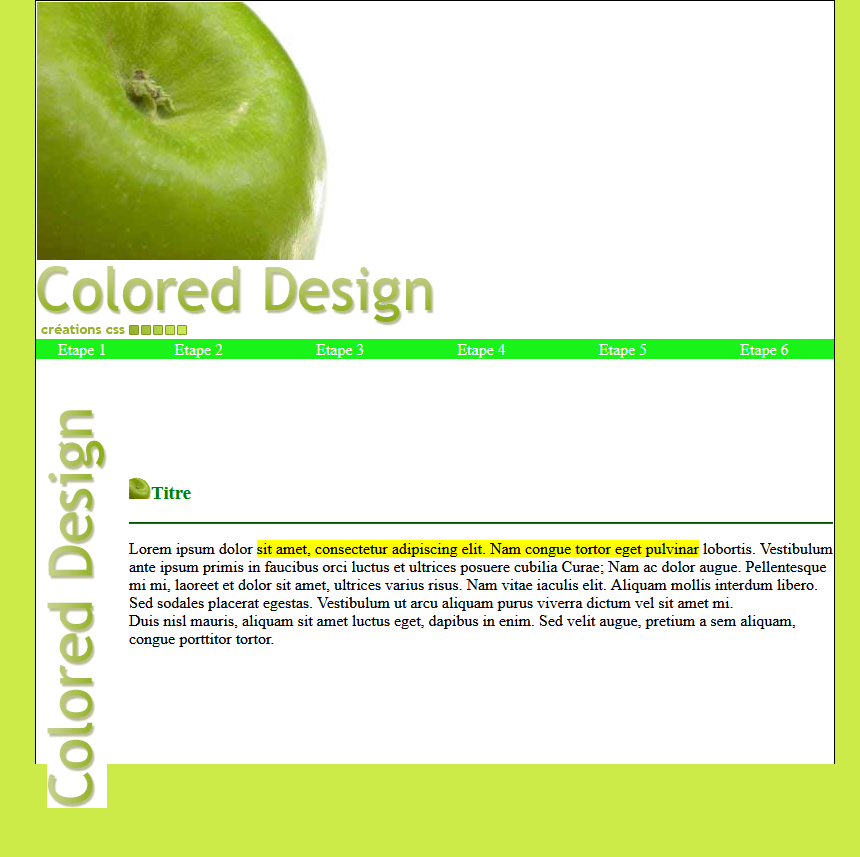 Colored Design
créations css
Etape 1 Etape 2 Etape 3 Etape 4 Etape 5 Etape 6
Colored Design
Titre
Lorem ipsum dolor sit amet, consectetur adipiscing elit. Nam congue tortor eget pulvinar lobortis. Vestibulum
ante ipsum primis in faucibus orci luctus et ultrices posuere cubilia Curae; Nam ac dolor augue. Pellentesque
mi mi, laoreet et dolor sit amet, ultrices varius risus. Nam vitae iaculis elit. Aliquam mollis interdum libero.
Sed sodales placerat egestas. Vestibulum ut arcu aliquam purus viverra dictum vel sit amet mi.
Duis nisl mauris, aliquam sit amet luctus eget, dapibus in enim. Sed velit augue, pretium a sem aliquam,
congue porttitor tortor.